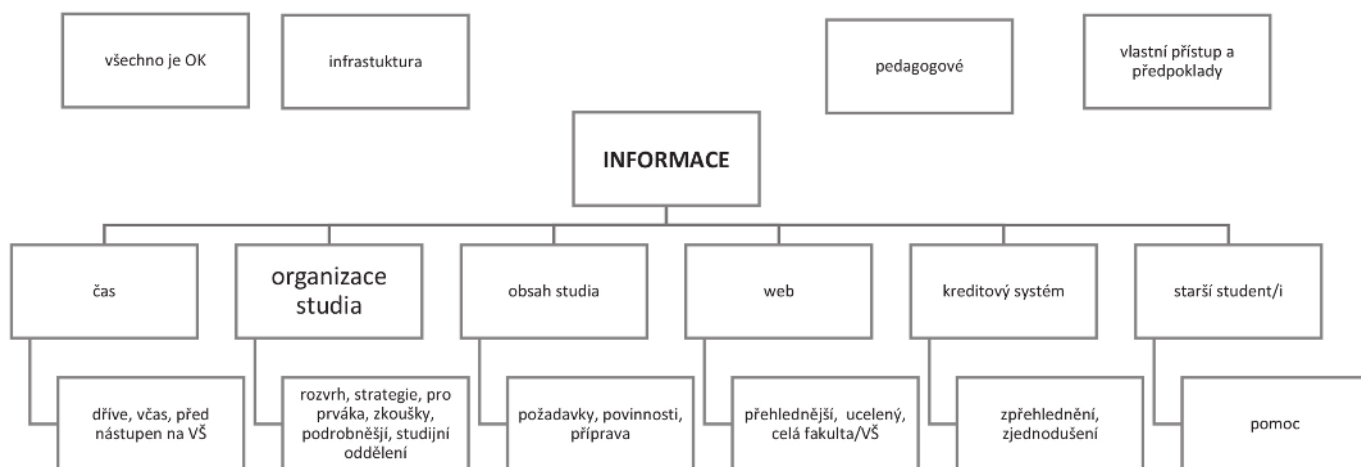 všechno je OK
infrastuktura
pedagogové
vlastní přístup a
předpoklady
INFORMACE
čas
organizace
studia
obsah studia
web
kreditový systém
starší student/i
dříve, včas, před
nástupen na VŠ
rozvrh, strategie, pro
prváka, zkoušky,
podrobněšjí, studijní
oddělení
požadavky, povinnosti,
příprava
přehlednější, ucelený,
celá fakulta/VŠ
zpřehlednění,
zjednodušení
pomoc